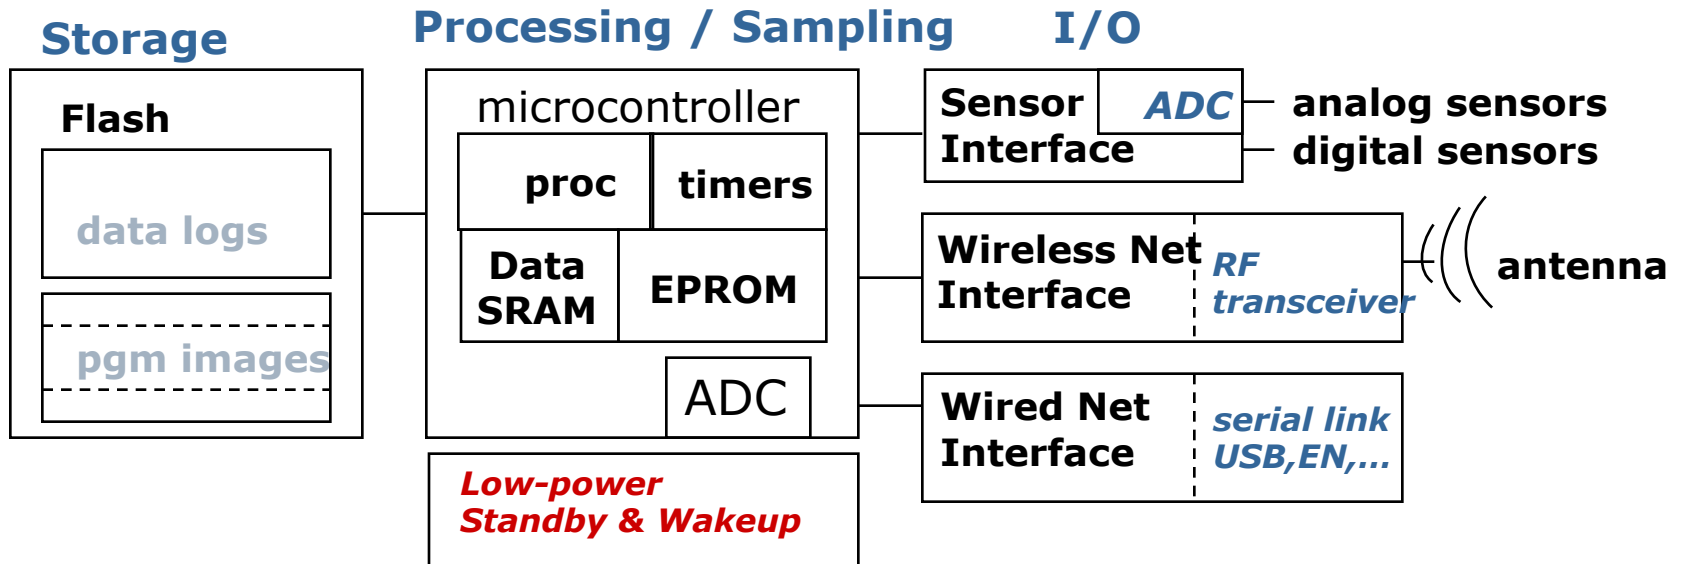 Storage
Processing / Sampling
I/O
Flash
data logs
pgm images
microcontroller
proc
timers
Data
SRAM
EPROM
ADC
Low-power
Standby & Wakeup
Sensor
Interface
ADC
analog sensors
digital sensors
Wireless Net
Interface
RF
transceiver
antenna
Wired Net
Interface
serial link
USB,EN,...